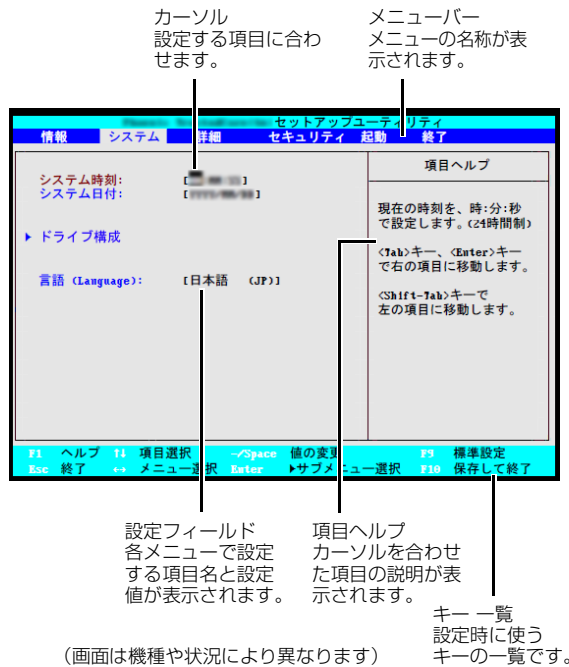 カーソル
設定する項目に合わ
せます。
メニューバー
メニューの名称が表
示されます。
セットアップユーティリティ
情報 システム 詳細 セキュリティ 起動 終了
システム時刻:
システム日付:
ドライブ構成
言語 (Language): [日本語 (JP)]
項目ヘルプ
現在の時刻を、時:分:秒
で設定します。(24時間制)
<Tab>キー、<Enter>キー
で右の項目に移動します。
<Shift-Tab>キーで
左の項目に移動します。
F1 ヘルプ ↑↓ 項目選択 -/Space 値の変更 F9 標準設定
Esc 終了 ↔ メニュー選択 Enter ▶サブメニュー選択 F10 保存して終了
設定フィールド
各メニューで設定
する項目名と設定
値が表示されます。
項目ヘルプ
カーソルを合わせ
た項目の説明が表
示されます。
キー一覧
設定時に使う
キーの一覧です。
(画面は機種や状況により異なります)